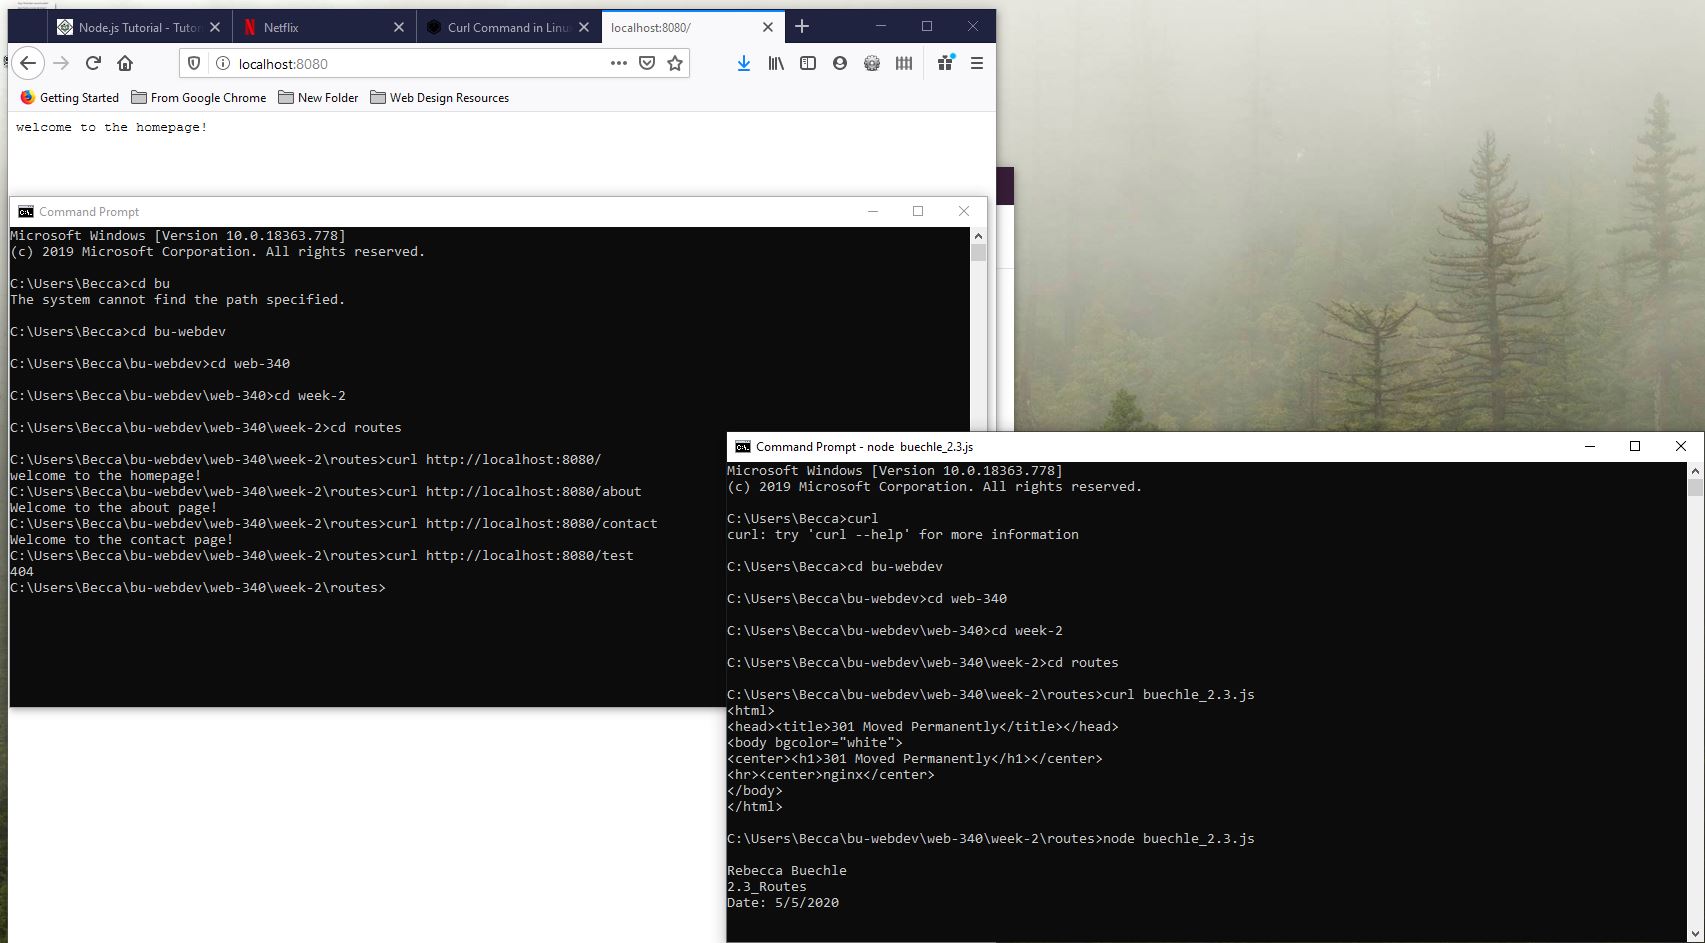 Node.js Tutorial - Tutor
Netflix
Curl Command in Linu
localhost:8080/
localhost:8080
Getting Started
From Google Chrome
New Folder
Web Design Resources
welcome to the homepage!
Command Prompt
Microsoft Windows [Version 10.0.18363.778]
(c) 2019 Microsoft Corporation. All rights reserved.
C:\Users\Becca>cd bu
The system cannot find the path specified.
C:\Users\Becca>cd bu-webdev
C:\Users\Becca\bu-webdev>cd web-340
C:\Users\Becca\bu-webdev\web-340>cd week-2
C:\Users\Becca\bu-webdev\web-340\week-2>cd routes
C:\Users\Becca\bu-webdev\web-340\week-2\routes>curl http://localhost:8080/
welcome to the homepage!
C:\Users\Becca\bu-webdev\web-340\week-2\routes>curl http://localhost:8080/about
Welcome to the about page!
C:\Users\Becca\bu-webdev\web-340\week-2\routes>curl http://localhost:8080/contact
Welcome to the contact page!
C:\Users\Becca\bu-webdev\web-340\week-2\routes>curl http://localhost:8080/test
404
C:\Users\Becca\bu-webdev\web-340\week-2\routes>
Command Prompt - node  buechle_2.3.js
Microsoft Windows [Version 10.0.18363.778]
(c) 2019 Microsoft Corporation. All rights reserved.
C:\Users\Becca>curl
curl: try 'curl --help' for more information
C:\Users\Becca>cd bu-webdev
C:\Users\Becca\bu-webdev>cd web-340
C:\Users\Becca\bu-webdev\web-340>cd week-2
C:\Users\Becca\bu-webdev\web-340\week-2>cd routes
C:\Users\Becca\bu-webdev\web-340\week-2\routes>curl buechle_2.3.js
<html>
<head><title>301 Moved Permanently</title></head>
<body bgcolor="white">
<center><h1>301 Moved Permanently</h1></center>
<hr><center>nginx</center>
</body>
</html>
C:\Users\Becca\bu-webdev\web-340\week-2\routes>node buechle_2.3.js
Rebecca Buechle
2.3_Routes
Date: 5/5/2020